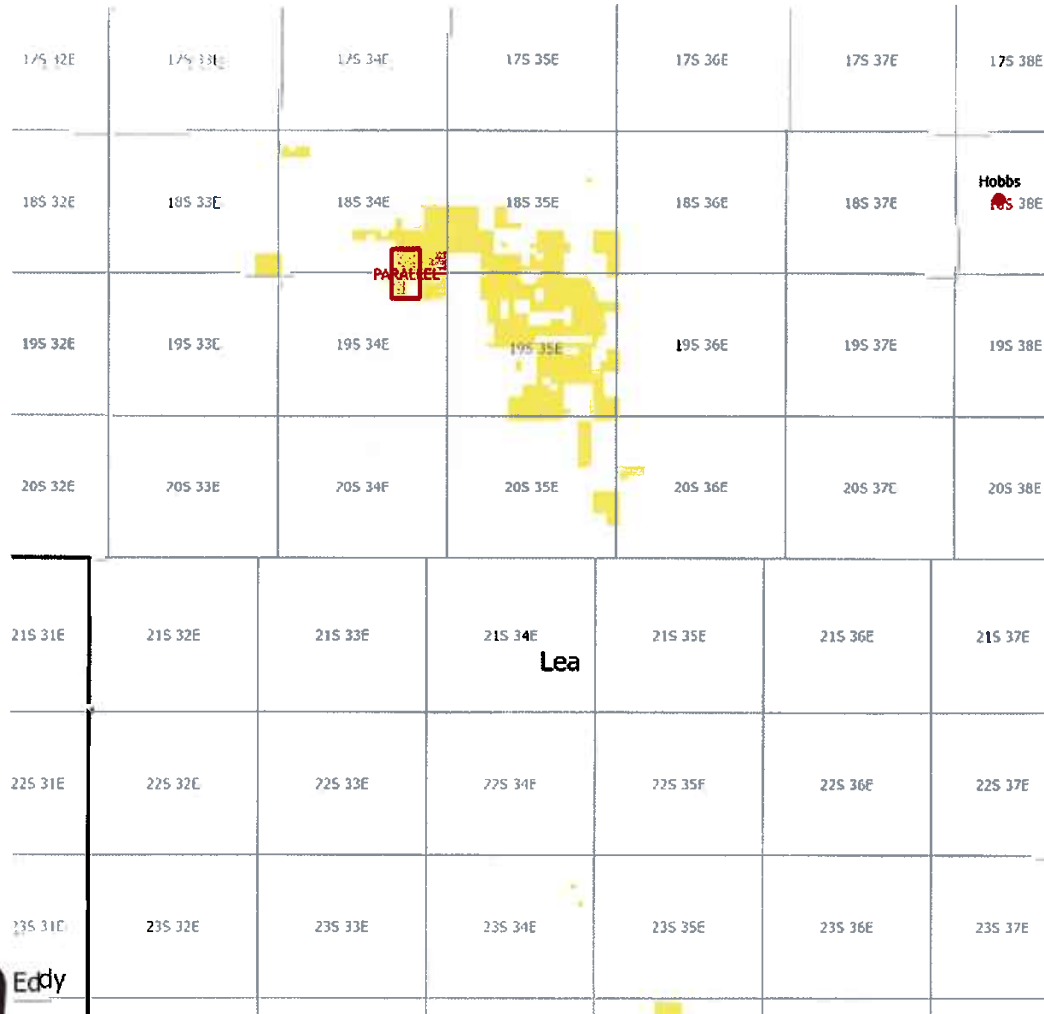 17S 32E 17S 33E 17S 34E 17S 35E 17S 36E 17S 37E 17S 38E
Hobbs
18S 32E 18S 33E 18S 34E 18S 35E 18S 36E 18S 37E 18S 38E
PARALLEL
19S 32E 19S 33E 19S 34E 19S 35E 19S 36E 19S 37E 19S 38E
20S 32E 20S 33E 20S 34E 20S 35E 20S 36E 20S 37E 20S 38E
21S 31E 21S 32E 21S 33E 21S 34E 21S 35E 21S 36E 21S 37E
Lea
22S 31E 22S 32E 22S 33E 22S 34E 22S 35E 22S 36E 22S 37E
23S 31E 23S 32E 23S 33E 23S 34E 23S 35E 23S 36E 23S 37E
Eddy